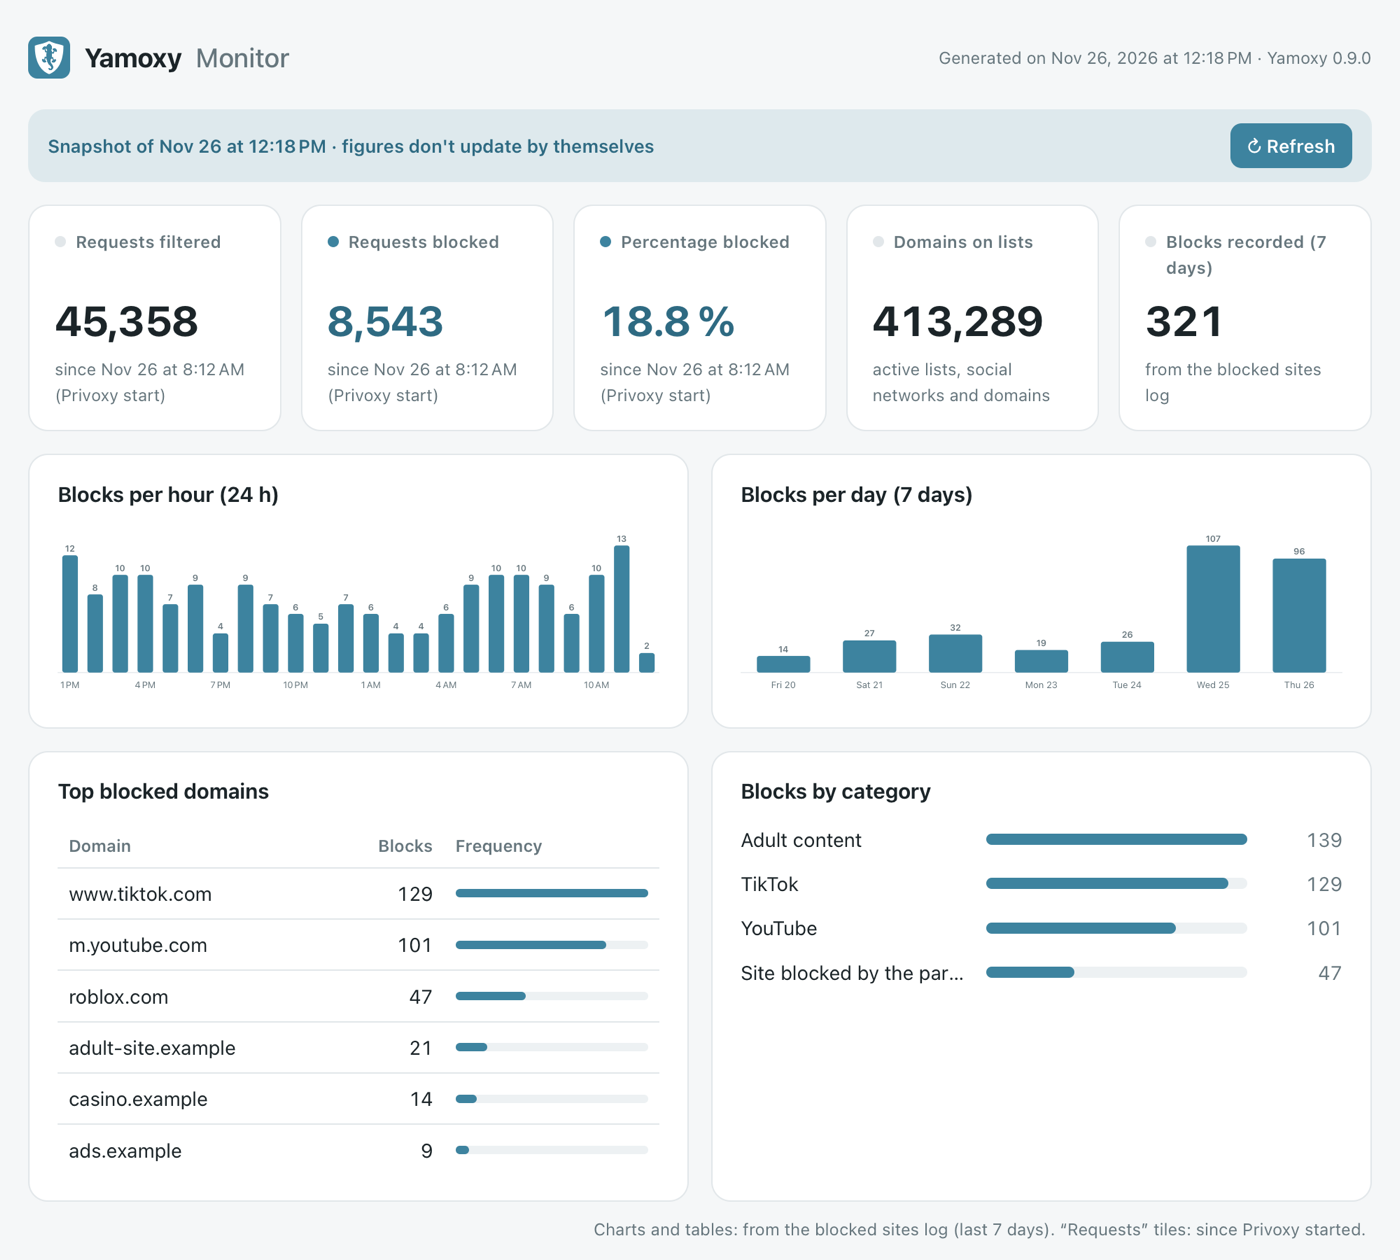 Yamoxy Monitor
Generated on Nov 26, 2026 at 12:18 PM · Yamoxy 0.9.0
Snapshot of Nov 26 at 12:18 PM · figures don't update by themselves
↻ Refresh
Requests filtered
45,358
since Nov 26 at 8:12 AM
(Privoxy start)
Requests blocked
8,543
since Nov 26 at 8:12 AM
(Privoxy start)
Percentage blocked
18.8 %
since Nov 26 at 8:12 AM
(Privoxy start)
Domains on lists
413,289
active lists, social
networks and domains
Blocks recorded (7
days)
321
from the blocked sites
log
Blocks per hour (24 h)
12 8 10 10 7 9 4 9 7 6 5 7 6 4 4 6 9 10 10 9 6 10 13 2
1 PM 4 PM 7 PM 10 PM 1 AM 4 AM 7 AM 10 AM
Blocks per day (7 days)
14 27 32 19 26 107 96
Fri 20 Sat 21 Sun 22 Mon 23 Tue 24 Wed 25 Thu 26
Top blocked domains
Domain Blocks Frequency
www.tiktok.com 129
m.youtube.com 101
roblox.com 47
adult-site.example 21
casino.example 14
ads.example 9
Blocks by category
Adult content 139
TikTok 129
YouTube 101
Site blocked by the par... 47
Charts and tables: from the blocked sites log (last 7 days). “Requests” tiles: since Privoxy started.